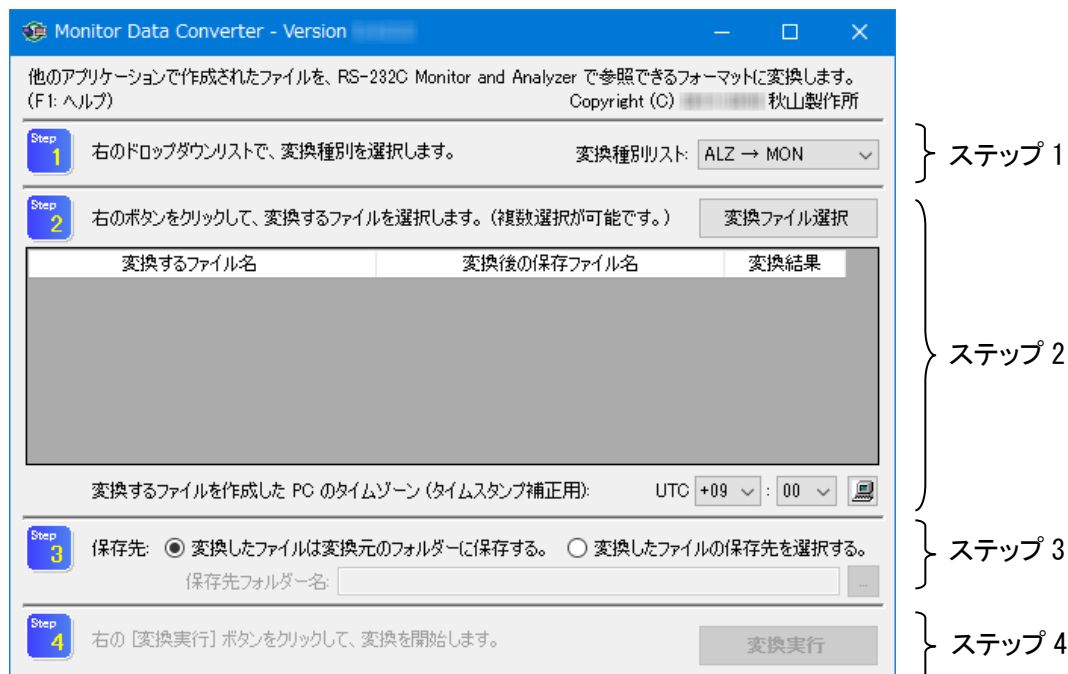 Monitor Data Converter - Version
他のアプリケーションで作成されたファイルを、RS-232C Monitor and Analyzer で参照できるフォーマットに変換します。
(F1: ヘルプ)
Copyright (C) 秋山製作所
Step 1
右のドロップダウンリストで、変換種別を選択します。
変換種別リスト: ALZ → MON
ステップ 1
Step 2
右のボタンをクリックして、変換するファイルを選択します。(複数選択が可能です。)
変換ファイル選択
変換するファイル名 変換後の保存ファイル名 変換結果
ステップ 2
変換するファイルを作成した PC のタイムゾーン (タイムスタンプ補正用): UTC +09 : 00
Step 3
保存先: 変換したファイルは変換元のフォルダーに保存する。 変換したファイルの保存先を選択する。
保存先フォルダー名: ...
ステップ 3
Step 4
右の [変換実行] ボタンをクリックして、変換を開始します。
変換実行
ステップ 4